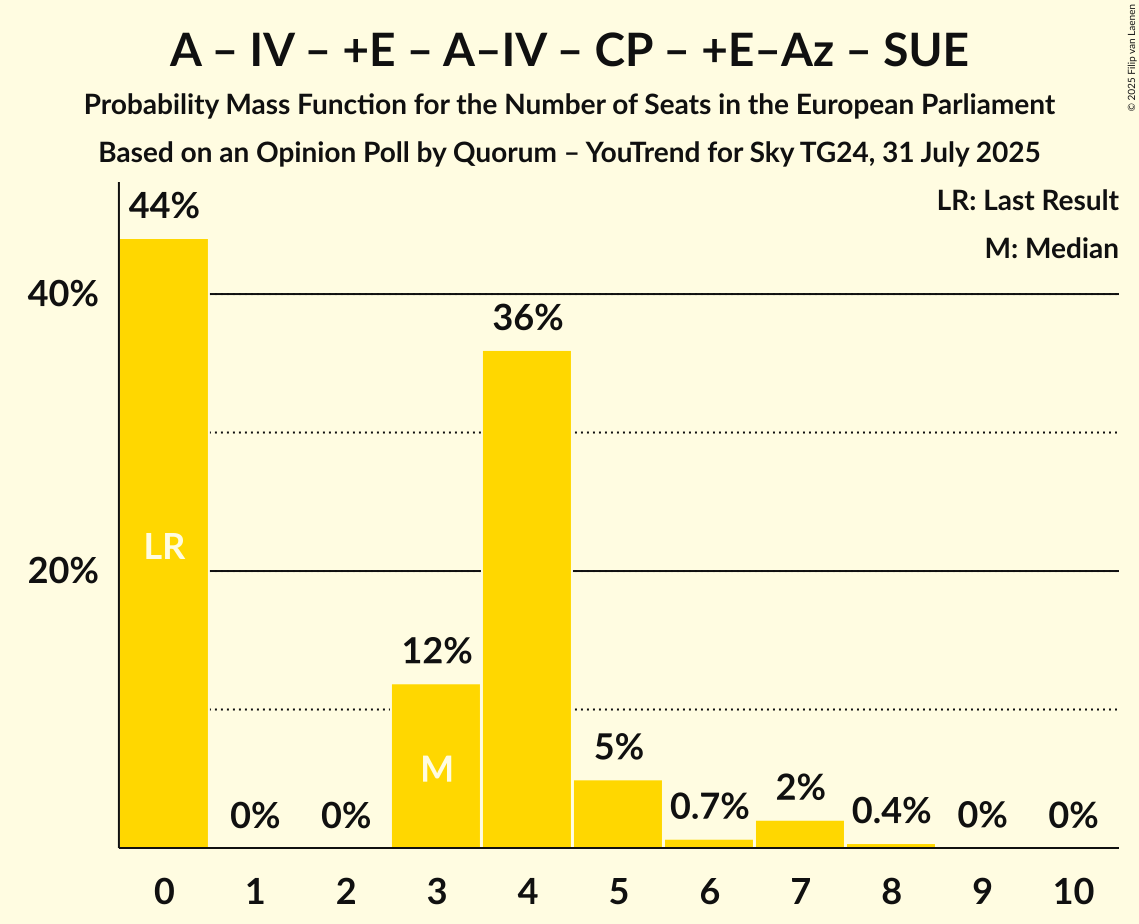 A – IV – +E – A–IV – CP – +E–Az – SUE
Probability Mass Function for the Number of Seats in the European Parliament
Based on an Opinion Poll by Quorum – YouTrend for Sky TG24, 31 July 2025
© 2025 Filip van Laenen
LR: Last Result
M: Median
44%
40%
36%
LR
20%
12%
M
5%
2%
0.7%
0.4%
0%
0%
0%
0%
0 1 2 3 4 5 6 7 8 9 10